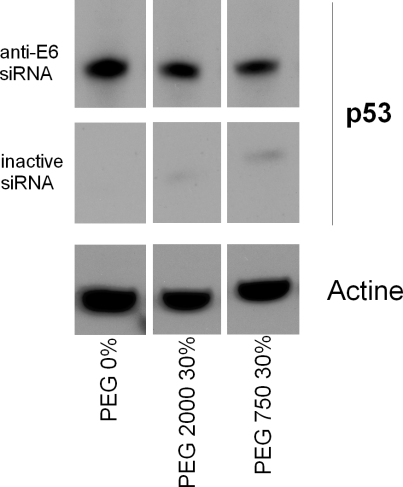 anti-E6
siRNA
p53
inactive
siRNA
Actine
PEG 0%
PEG 2000 30%
PEG 750 30%